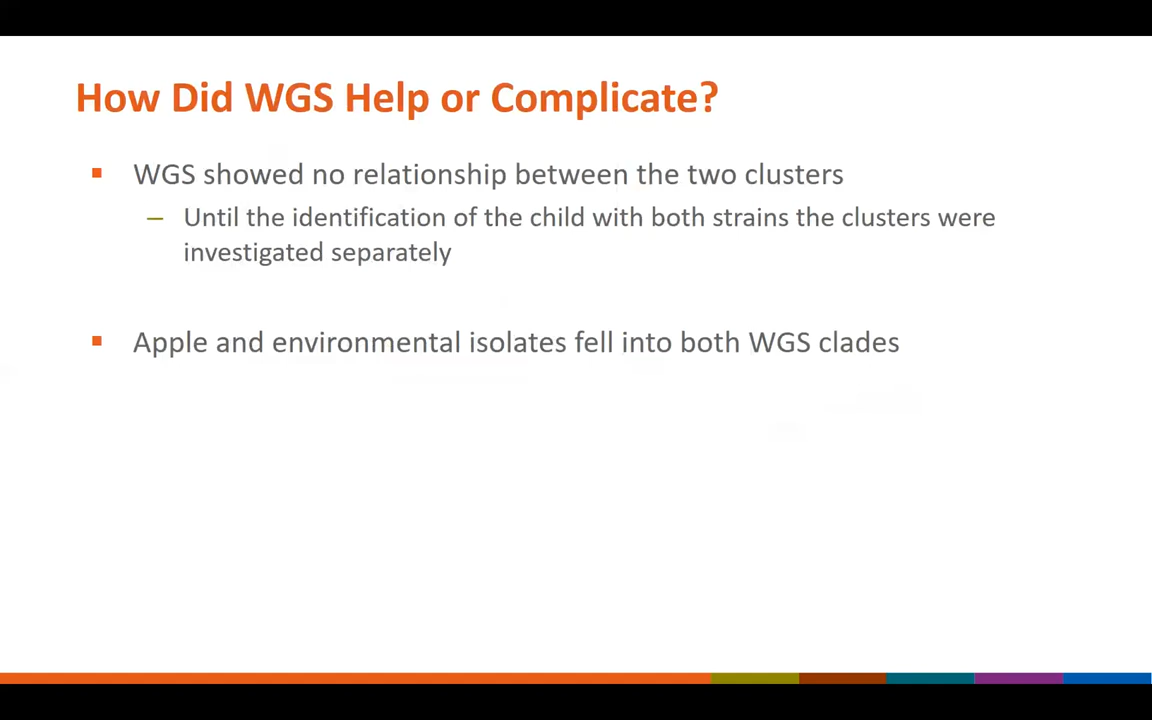 How Did WGS Help or Complicate?
WGS showed no relationship between the two clusters
– Until the identification of the child with both strains the clusters were
investigated separately
Apple and environmental isolates fell into both WGS clades